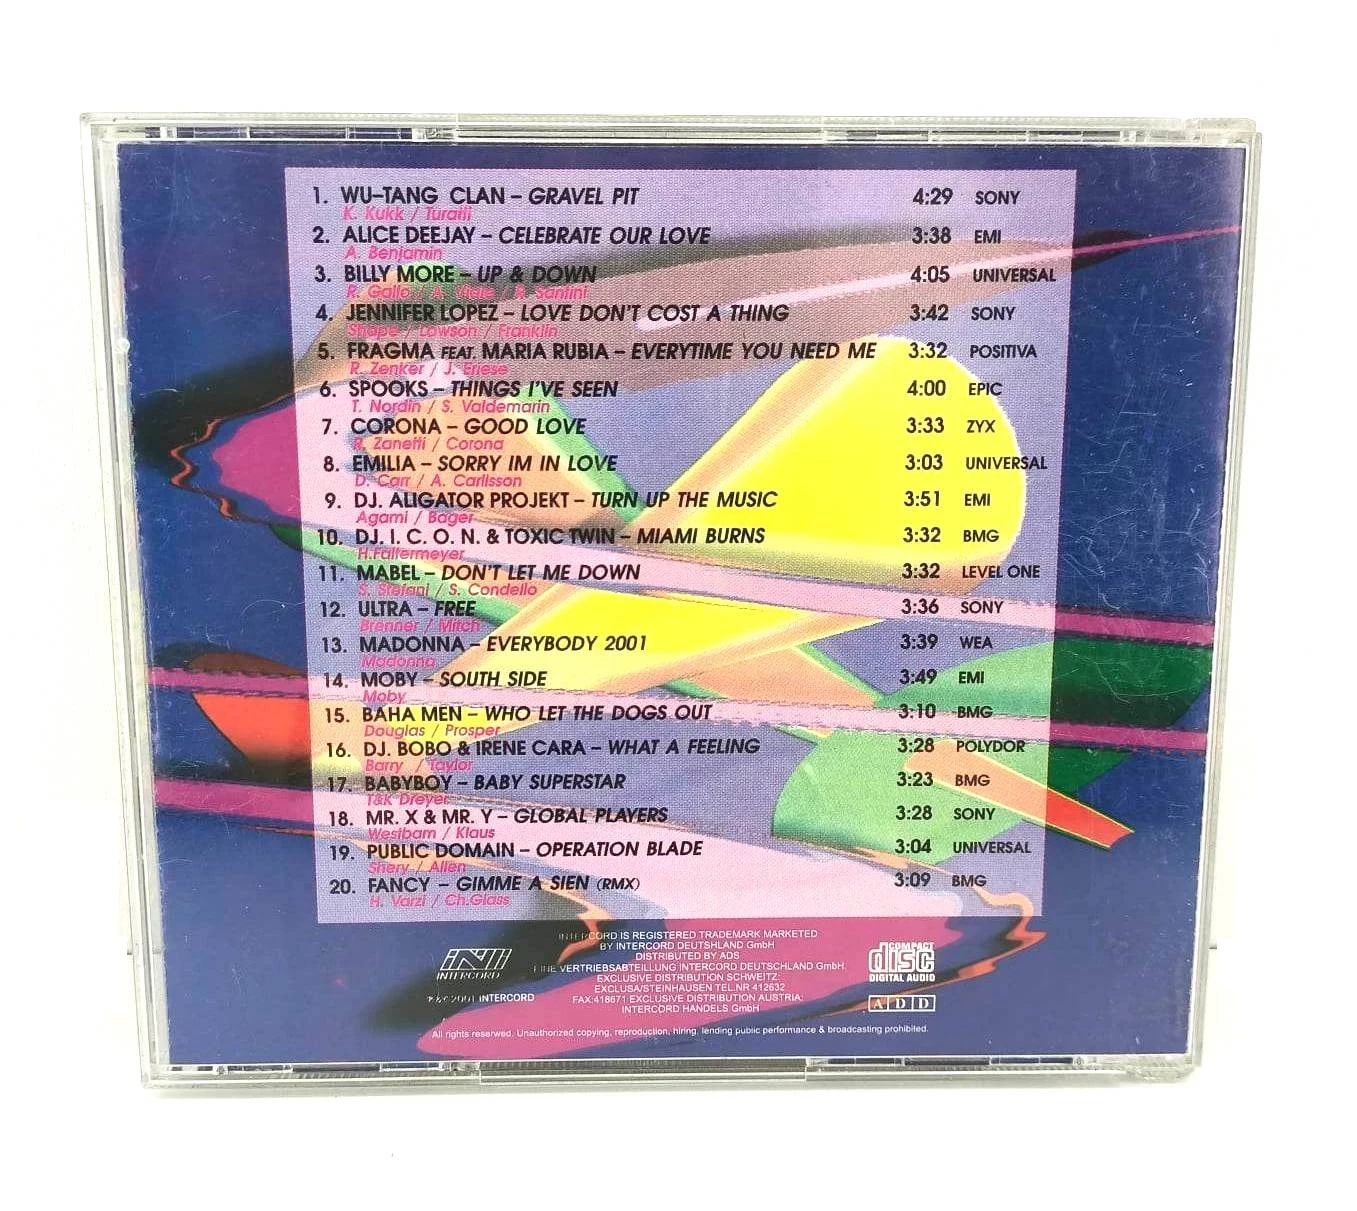 1. WU-TANG CLAN – GRAVEL PIT 4:29 SONY
K. Kukk / Turaill
2. ALICE DEEJAY – CELEBRATE OUR LOVE 3:38 EMI
A. Benjamin
3. BILLY MORE – UP & DOWN 4:05 UNIVERSAL
R. Gallo / A. Viale / R. Santini
4. JENNIFER LOPEZ – LOVE DON'T COST A THING 3:42 SONY
Shape / Lawson / Franklin
5. FRAGMA FEAT. MARIA RUBIA – EVERYTIME YOU NEED ME 3:32 POSITIVA
R. Zenker / J. Eriese
6. SPOOKS – THINGS I'VE SEEN 4:00 EPIC
T. Nordin / S. Valdemarin
7. CORONA – GOOD LOVE 3:33 ZYX
R. Zanetti / Corona
8. EMILIA – SORRY IM IN LOVE 3:03 UNIVERSAL
D. Carr / A. Carlsson
9. DJ. ALIGATOR PROJEKT – TURN UP THE MUSIC 3:51 EMI
Agami / Bager
10. DJ. I. C. O. N. & TOXIC TWIN – MIAMI BURNS 3:32 BMG
H.Faltermeyer
11. MABEL – DON'T LET ME DOWN 3:32 LEVEL ONE
S. Stefani / S. Condello
12. ULTRA – FREE 3:36 SONY
Brenner / Mitch
13. MADONNA – EVERYBODY 2001 3:39 WEA
Madonna
14. MOBY – SOUTH SIDE 3:49 EMI
Moby
15. BAHA MEN – WHO LET THE DOGS OUT 3:10 BMG
Douglas / Prosper
16. DJ. BOBO & IRENE CARA – WHAT A FEELING 3:28 POLYDOR
Barry / Taylor
17. BABYBOY – BABY SUPERSTAR 3:23 BMG
T&K Dreyer
18. MR. X & MR. Y – GLOBAL PLAYERS 3:28 SONY
Westbam / Klaus
19. PUBLIC DOMAIN – OPERATION BLADE 3:04 UNIVERSAL
Shery / Allen
20. FANCY – GIMME A SIEN (RMX) 3:09 BMG
H. Varzi / Ch.Glass
INTERCORD IS REGISTERED TRADEMARK MARKETED
BY INTERCORD DEUTSHLAND GmbH
DISTRIBUTED BY ADS
EINE VERTRIEBSABTEILLUNG INTERCORD DEUTSCHLAND GmbH.
EXCLUSIVE DISTRIBUTION SCHWEITZ:
EXCLUSA/STEINHAUSEN TEL.NR 412632
FAX:418671 EXCLUSIVE DISTRIBUTION AUSTRIA:
INTERCORD HANDELS GmbH
INTERCORD
℗ & © 2001 INTERCORD
COMPACT
disc
DIGITAL AUDIO
A D D
All rights reserwed. Unauthorized copying, reproduction, hiring, lending public performance & broadcasting prohibited.